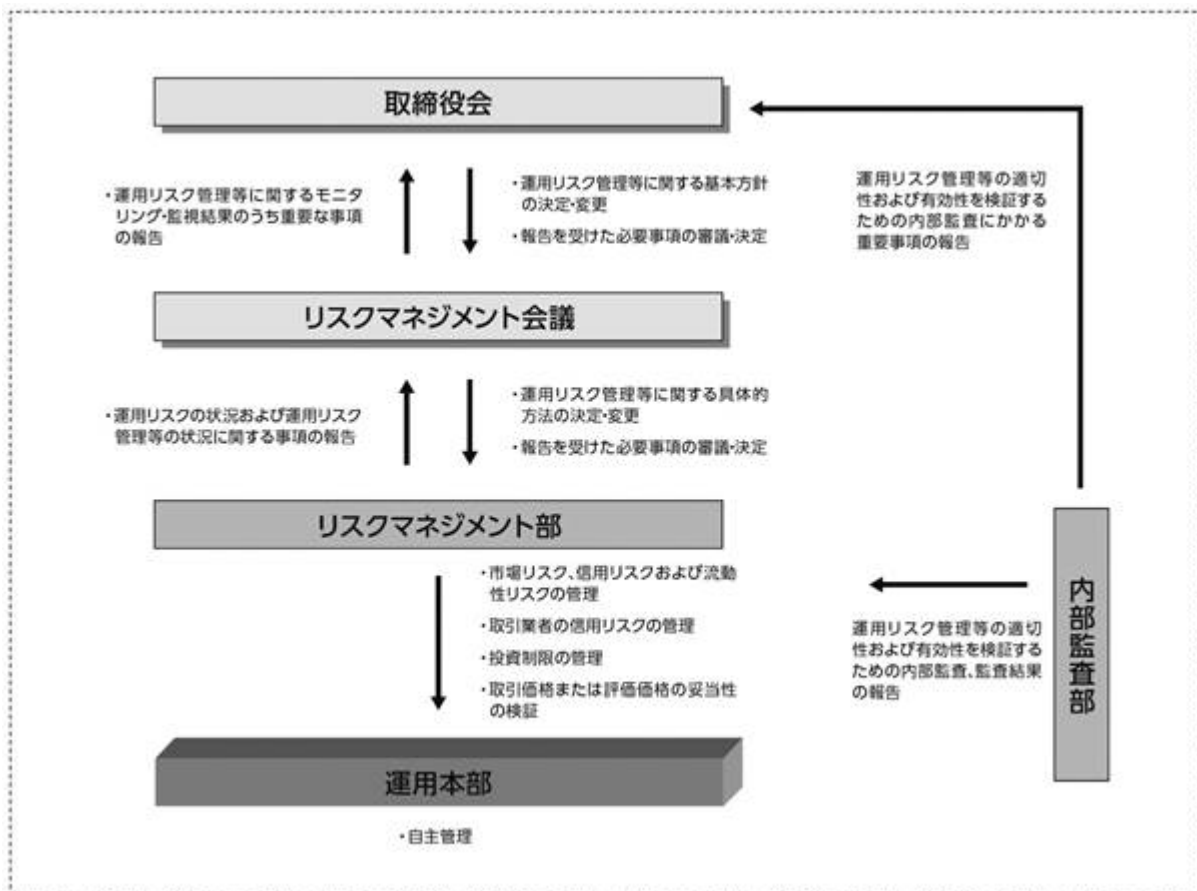 取締役会
・運用リスク管理等に関するモニタ
リング・監視結果のうち重要な事項
の報告
・運用リスク管理等に関する基本方針
の決定・変更
・報告を受けた必要事項の審議・決定
運用リスク管理等の適切
性および有効性を検証す
るための内部監査にかかる
重要事項の報告
リスクマネジメント会議
・運用リスクの状況および運用リスク
管理等の状況に関する事項の報告
・運用リスク管理等に関する具体的
方法の決定・変更
・報告を受けた必要事項の審議・決定
リスクマネジメント部
・市場リスク、信用リスクおよび流動
性リスクの管理
・取引業者の信用リスクの管理
・投資制限の管理
・取引価格または評価価格の妥当性
の検証
運用リスク管理等の適切
性および有効性を検証する
ための内部監査、監査結果
の報告
内部監査部
運用本部
・自主管理